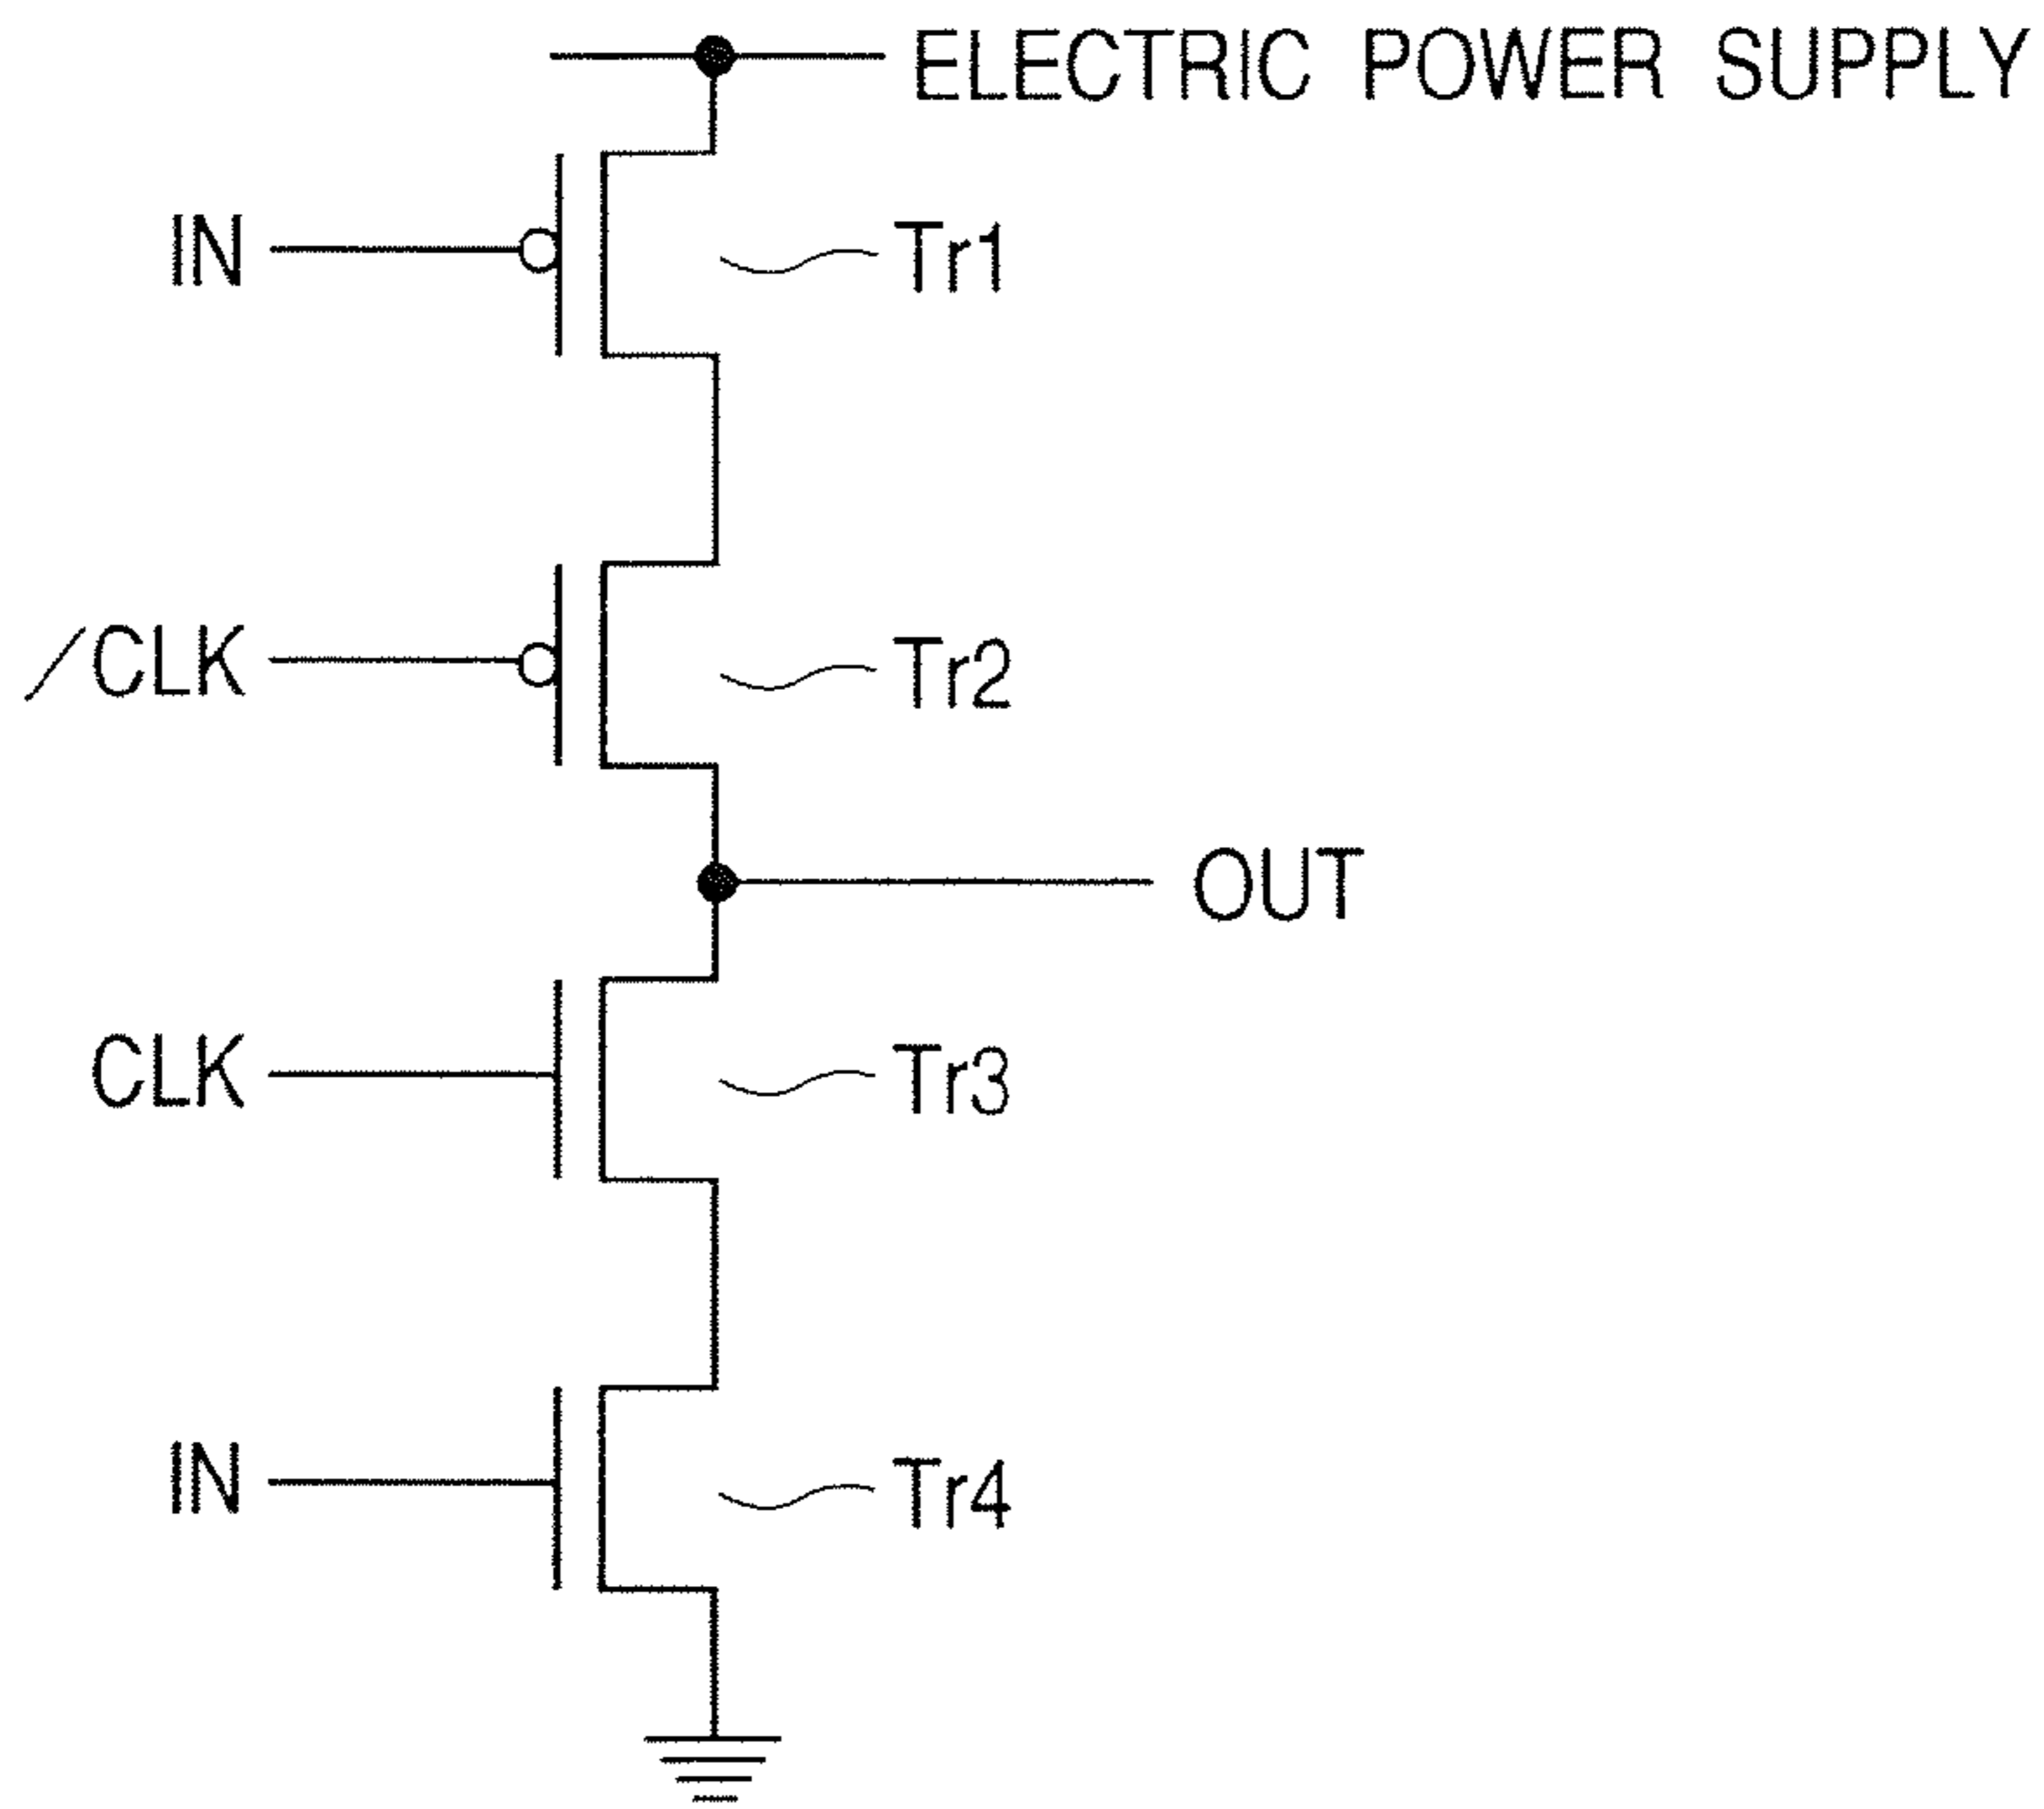 ELECTRIC POWER SUPPLY
IN
Tr1
/CLK
Tr2
OUT
CLK
Tr3
IN
Tr4